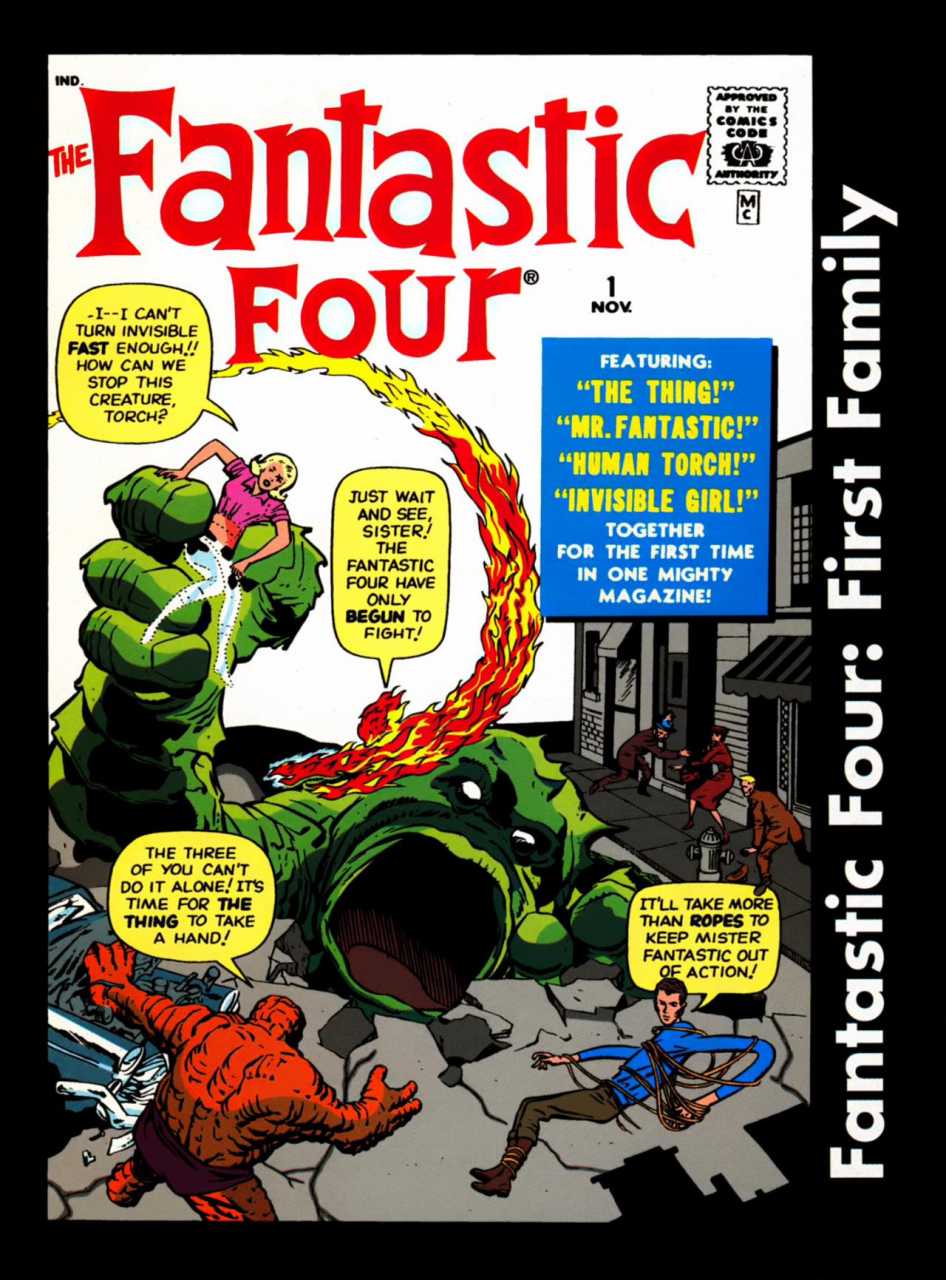 IND.
THE Fantastic
Four®
APPROVED
BY THE
COMICS
CODE
CA
AUTHORITY
M
C
1
NOV.
-I--I CAN'T
TURN INVISIBLE
FAST ENOUGH!!
HOW CAN WE
STOP THIS
CREATURE,
TORCH?
FEATURING:
"THE THING!"
"MR. FANTASTIC!"
"HUMAN TORCH!"
"INVISIBLE GIRL!"
TOGETHER
FOR THE FIRST TIME
IN ONE MIGHTY
MAGAZINE!
JUST WAIT
AND SEE,
SISTER!
THE
FANTASTIC
FOUR HAVE
ONLY
BEGUN TO
FIGHT!
THE THREE
OF YOU CAN'T
DO IT ALONE! IT'S
TIME FOR THE
THING TO TAKE
A HAND!
IT'LL TAKE MORE
THAN ROPES TO
KEEP MISTER
FANTASTIC OUT
OF ACTION!
Fantastic Four: First Family